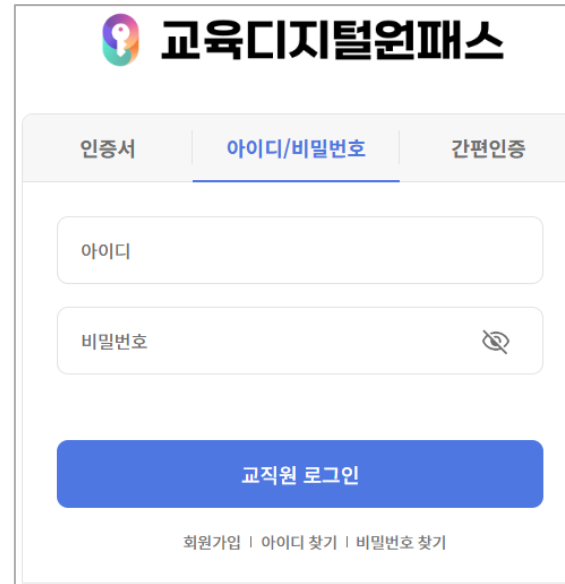 교육디지털원패스
인증서 아이디/비밀번호 간편인증
아이디
비밀번호
교직원 로그인
회원가입 | 아이디 찾기 | 비밀번호 찾기